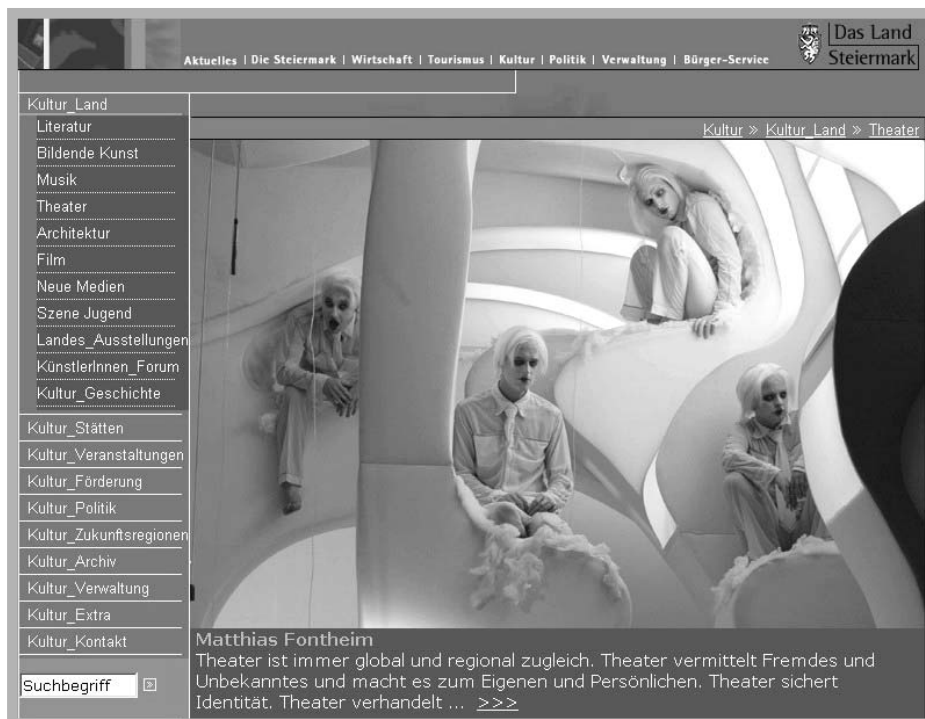 Das Land
Steiermark
Aktuelles | Die Steiermark | Wirtschaft | Tourismus | Kultur | Politik | Verwaltung | Bürger-Service
Kultur_Land
Literatur
Bildende Kunst
Musik
Theater
Architektur
Film
Neue Medien
Szene Jugend
Landes_Ausstellungen
KünstlerInnen_Forum
Kultur_Geschichte
Kultur_Stätten
Kultur_Veranstaltungen
Kultur_Förderung
Kultur_Politik
Kultur_Zukunftsregionen
Kultur_Archiv
Kultur_Verwaltung
Kultur_Extra
Kultur_Kontakt
Suchbegriff
Kultur » Kultur_Land » Theater
Matthias Fontheim
Theater ist immer global und regional zugleich. Theater vermittelt Fremdes und
Unbekanntes und macht es zum Eigenen und Persönlichen. Theater sichert
Identität. Theater verhandelt ... >>>